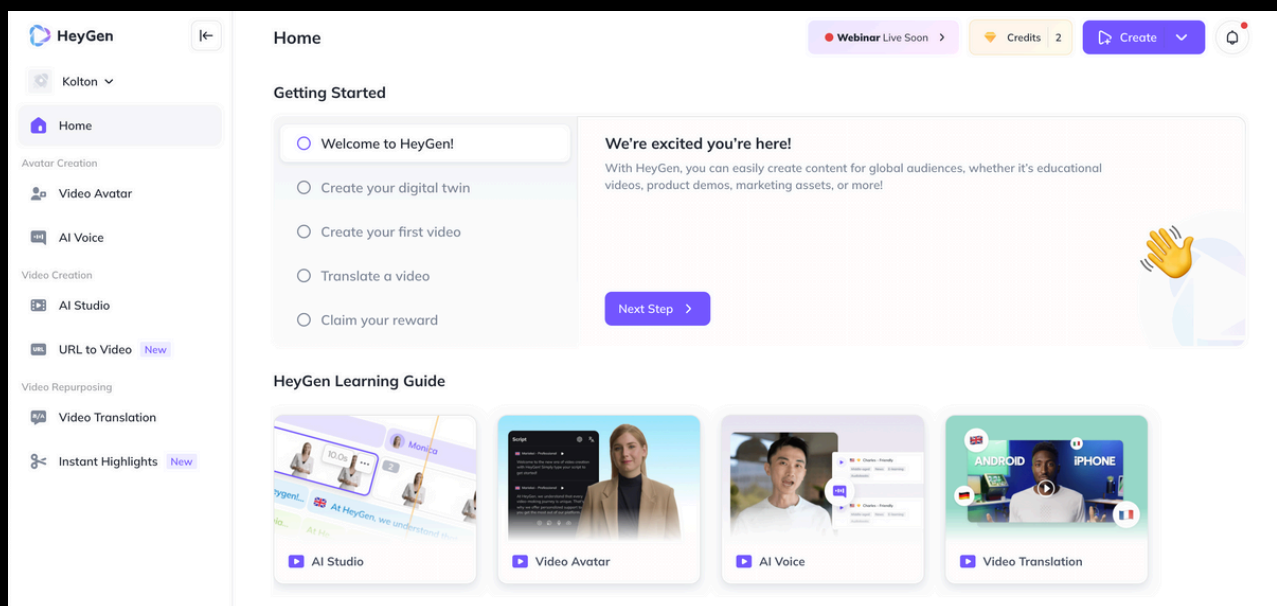 HeyGen
Home
Webinar Live Soon
Credits 2
Create
Kolton
Home
Avatar Creation
Video Avatar
AI Voice
Video Creation
AI Studio
URL to Video New
Video Repurposing
Video Translation
Instant Highlights New
Getting Started
Welcome to HeyGen!
Create your digital twin
Create your first video
Translate a video
Claim your reward
We're excited you're here!
With HeyGen, you can easily create content for global audiences, whether it's educational
videos, product demos, marketing assets, or more!
Next Step
HeyGen Learning Guide
Monica
10.0s
2
At HeyGen, we understand
AI Studio
Script
Video Avatar
AI Voice
ANDROID
iPHONE
Video Translation